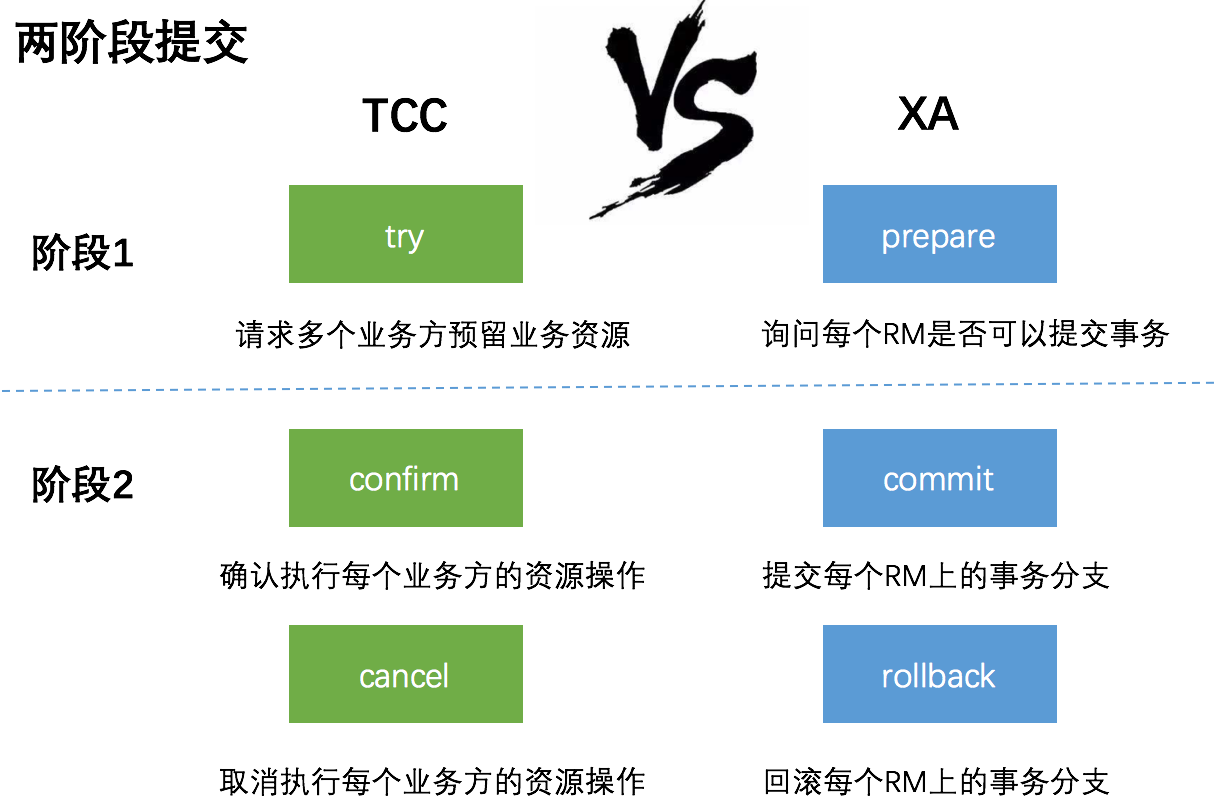 两阶段提交
VS
TCC
XA
阶段1
try
prepare
请求多个业务方预留业务资源
询问每个RM是否可以提交事务
阶段2
confirm
commit
确认执行每个业务方的资源操作
提交每个RM上的事务分支
cancel
rollback
取消执行每个业务方的资源操作
回滚每个RM上的事务分支